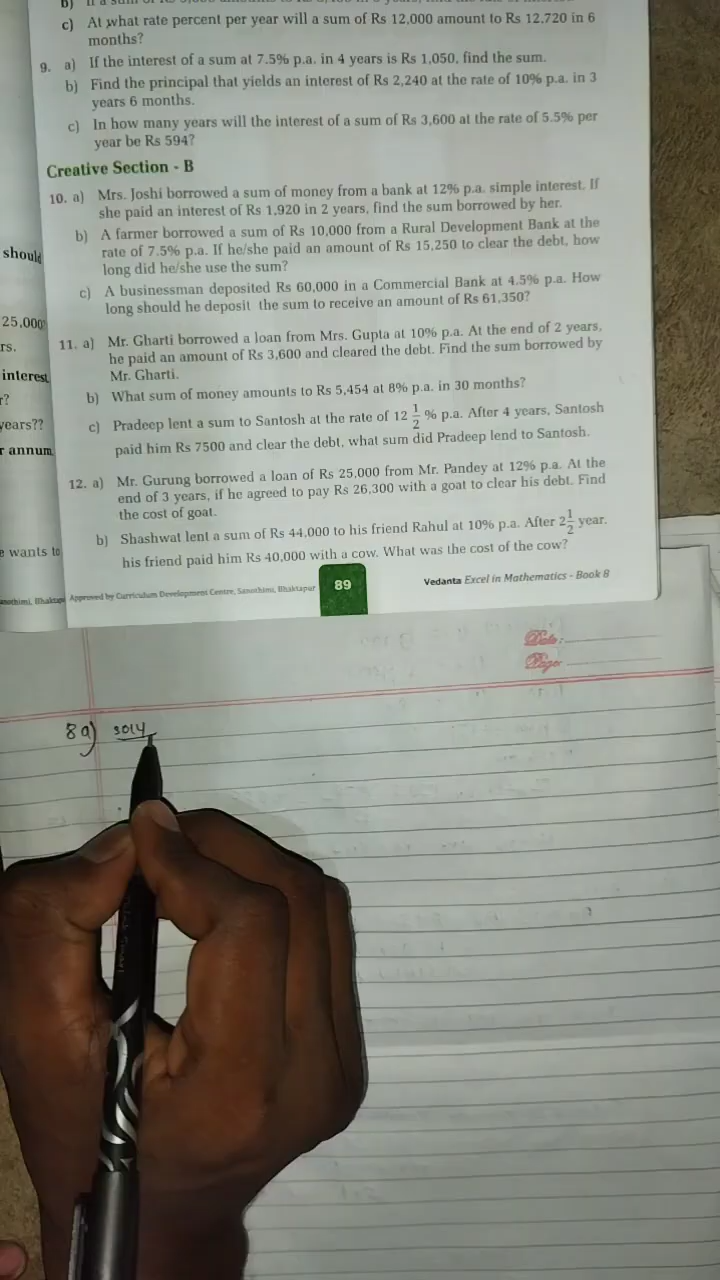 c) At what rate percent per year will a sum of Rs 12,000 amount to Rs 12,720 in 6
months?
9. a) If the interest of a sum at 7.5% p.a. in 4 years is Rs 1,050, find the sum.
b) Find the principal that yields an interest of Rs 2,240 at the rate of 10% p.a. in 3
years 6 months.
c) In how many years will the interest of a sum of Rs 3,600 at the rate of 5.5% per
year be Rs 594?
Creative Section - B
10. a) Mrs. Joshi borrowed a sum of money from a bank at 12% p.a. simple interest. If
she paid an interest of Rs 1,920 in 2 years, find the sum borrowed by her.
b) A farmer borrowed a sum of Rs 10,000 from a Rural Development Bank at the
rate of 7.5% p.a. If he/she paid an amount of Rs 15,250 to clear the debt, how
long did he/she use the sum?
c) A businessman deposited Rs 60,000 in a Commercial Bank at 4.5% p.a. How
long should he deposit the sum to receive an amount of Rs 61,350?
11. a) Mr. Gharti borrowed a loan from Mrs. Gupta at 10% p.a. At the end of 2 years,
he paid an amount of Rs 3,600 and cleared the debt. Find the sum borrowed by
Mr. Gharti.
b) What sum of money amounts to Rs 5,454 at 8% p.a. in 30 months?
c) Pradeep lent a sum to Santosh at the rate of 12 1/2 % p.a. After 4 years, Santosh
paid him Rs 7500 and clear the debt, what sum did Pradeep lend to Santosh.
12. a) Mr. Gurung borrowed a loan of Rs 25,000 from Mr. Pandey at 12% p.a. At the
end of 3 years, if he agreed to pay Rs 26,300 with a goat to clear his debt. Find
the cost of goat.
b) Shashwat lent a sum of Rs 44,000 to his friend Rahul at 10% p.a. After 2 1/2 year.
his friend paid him Rs 40,000 with a cow. What was the cost of the cow?
Approved by Curriculum Development Centre, Sanothimi, Bhaktapur
89
Vedanta Excel in Mathematics - Book 8
should
25,000
rs.
interest
r?
years??
r annum
wants to
Date:
Page:
8 a) soln